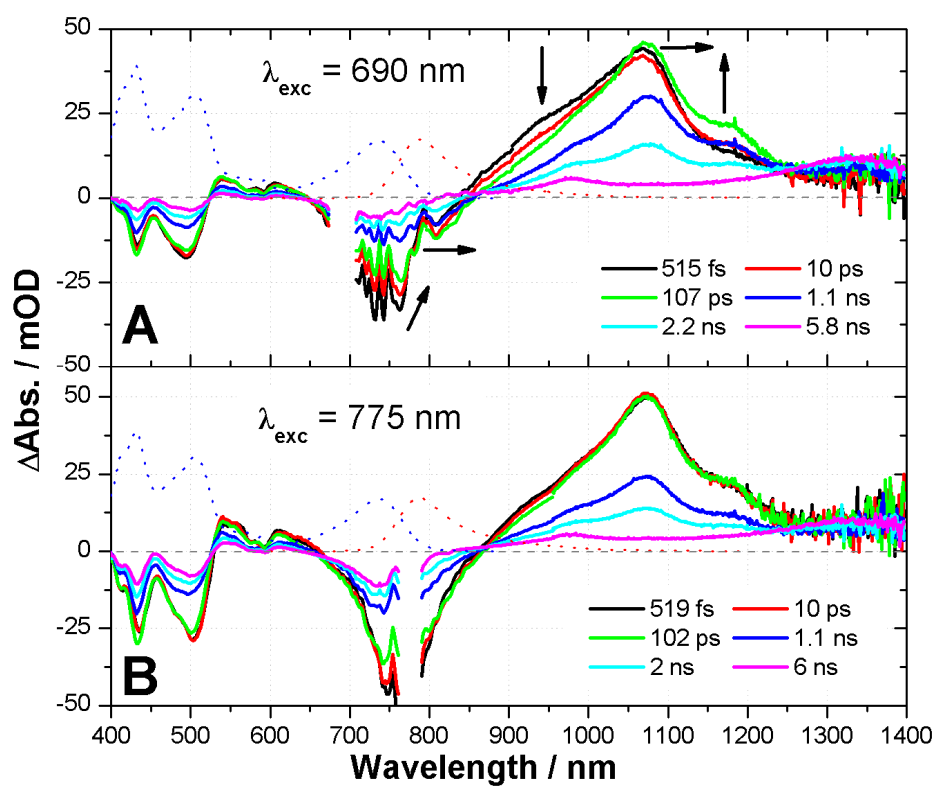 50
25
0
-25
-50
λexc = 690 nm
A
515 fs 10 ps
107 ps 1.1 ns
2.2 ns 5.8 ns
ΔAbs. / mOD
50
25
0
-25
-50
λexc = 775 nm
B
519 fs 10 ps
102 ps 1.1 ns
2 ns 6 ns
400 500 600 700 800 900 1000 1100 1200 1300 1400
Wavelength / nm